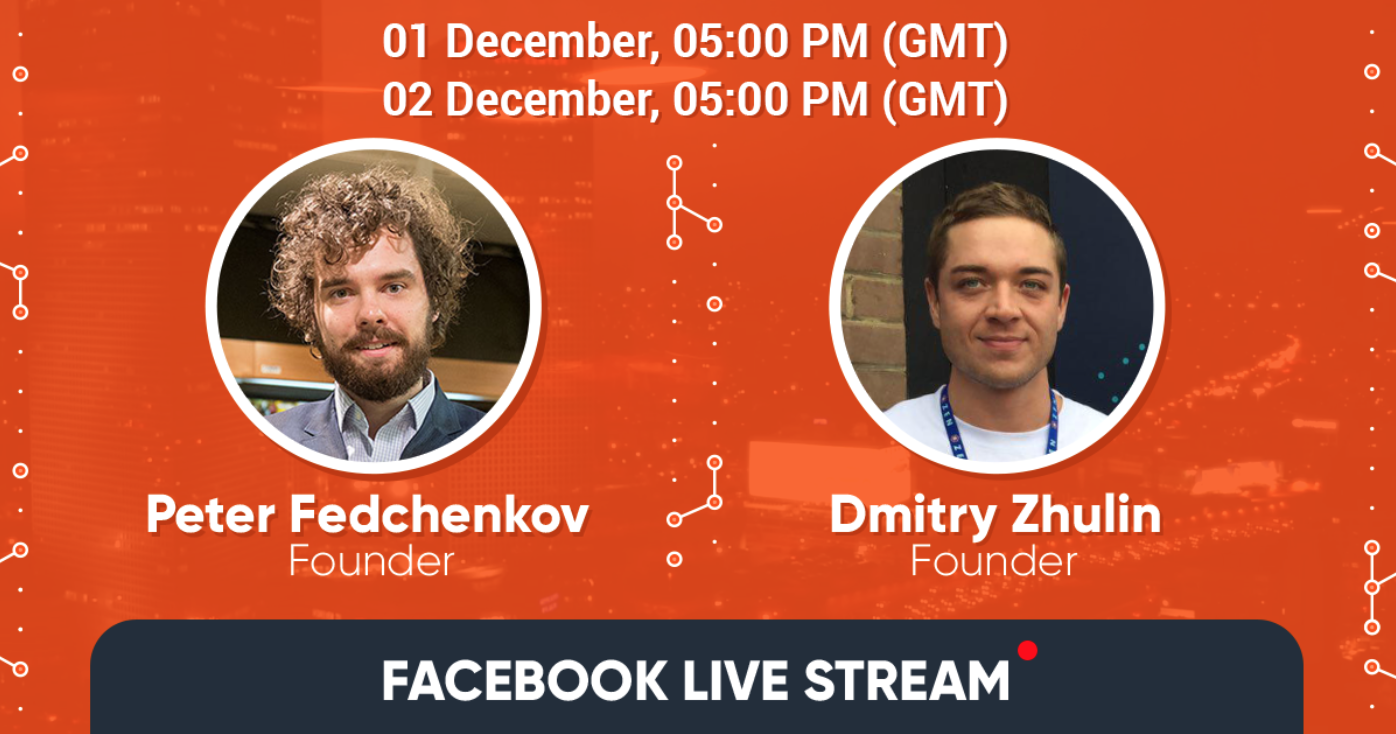 01 December, 05:00 PM (GMT)
02 December, 05:00 PM (GMT)
Peter Fedchenkov
Founder
Dmitry Zhulin
Founder
FACEBOOK LIVE STREAM